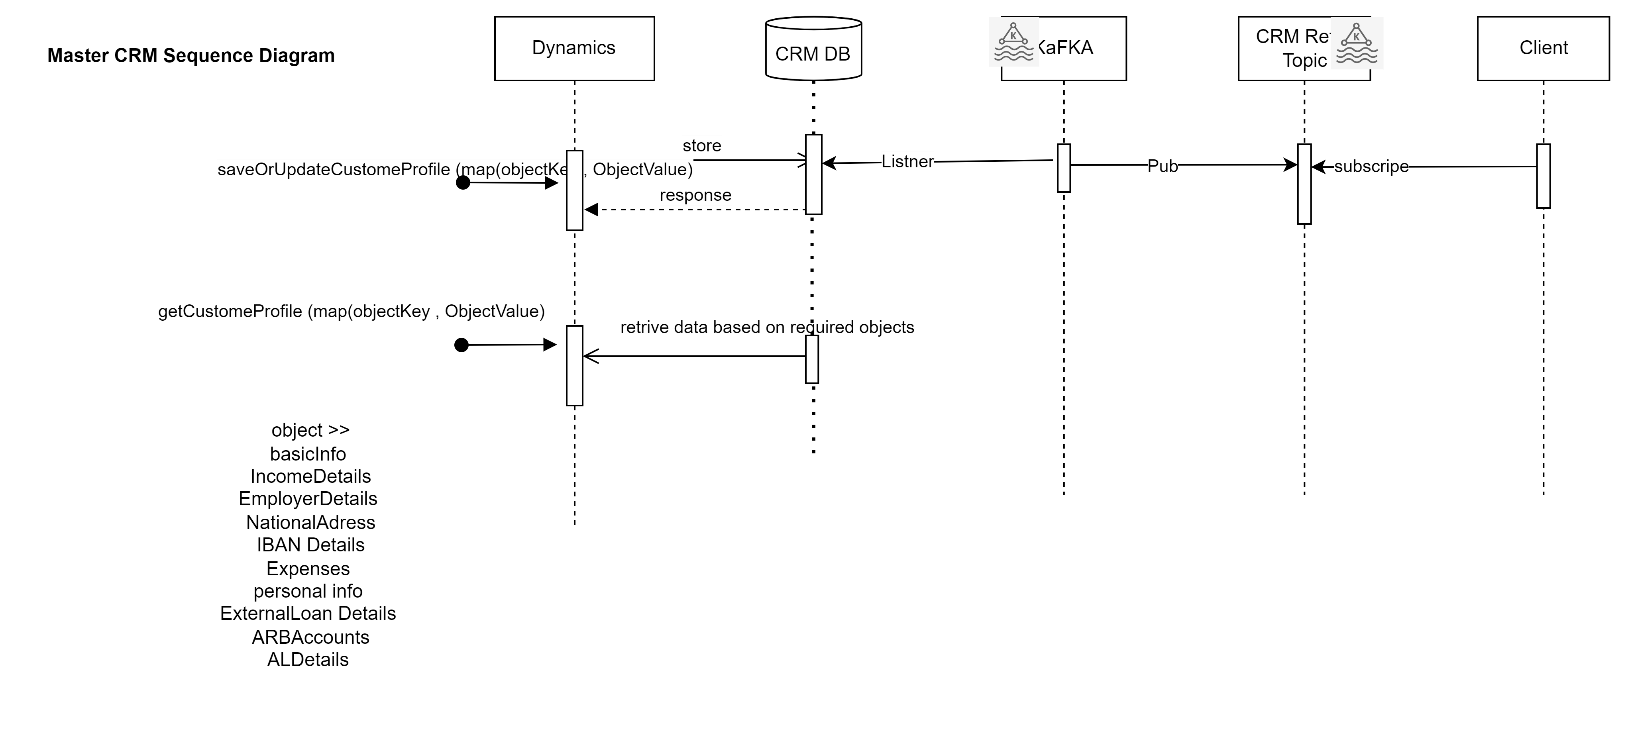 Master CRM Sequence Diagram
Dynamics
CRM DB
KaFKA
CRM
Topic
Client
K
K
store
saveOrUpdateCustomeProfile (map(objectKe , ObjectValue)
Listner
Pub
subscripe
response
getCustomeProfile (map(objectKey , ObjectValue)
retrive data based on required objects
object >>
basicInfo
IncomeDetails
EmployerDetails
NationalAdress
IBAN Details
Expenses
personal info
ExternalLoan Details
ARBAccounts
ALDetails